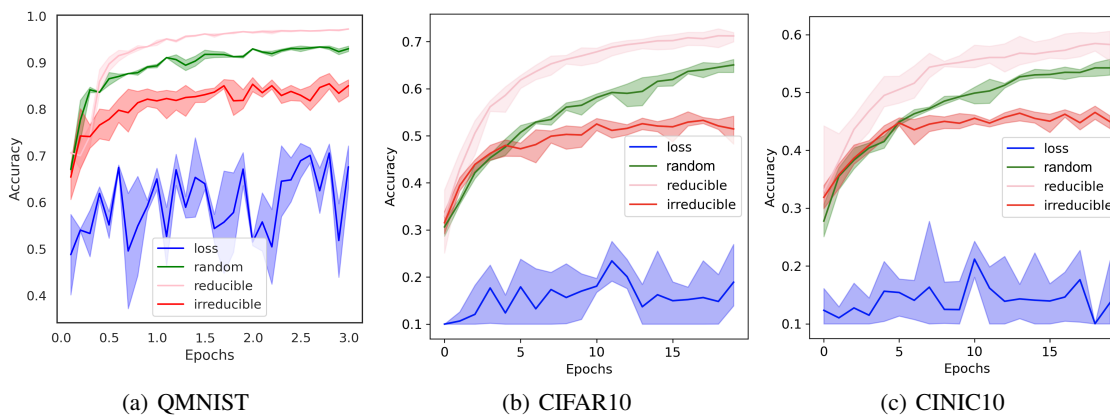 1.0
0.9
0.8
0.7
0.6
0.5
0.4
Accuracy
loss
random
reducible
irreducible
0.0 0.5 1.0 1.5 2.0 2.5 3.0
Epochs
(a) QMNIST
0.7
0.6
0.5
0.4
0.3
0.2
0.1
Accuracy
loss
random
reducible
irreducible
0 5 10 15
Epochs
(b) CIFAR10
0.6
0.5
0.4
0.3
0.2
0.1
Accuracy
loss
random
reducible
irreducible
0 5 10 15
Epochs
(c) CINIC10